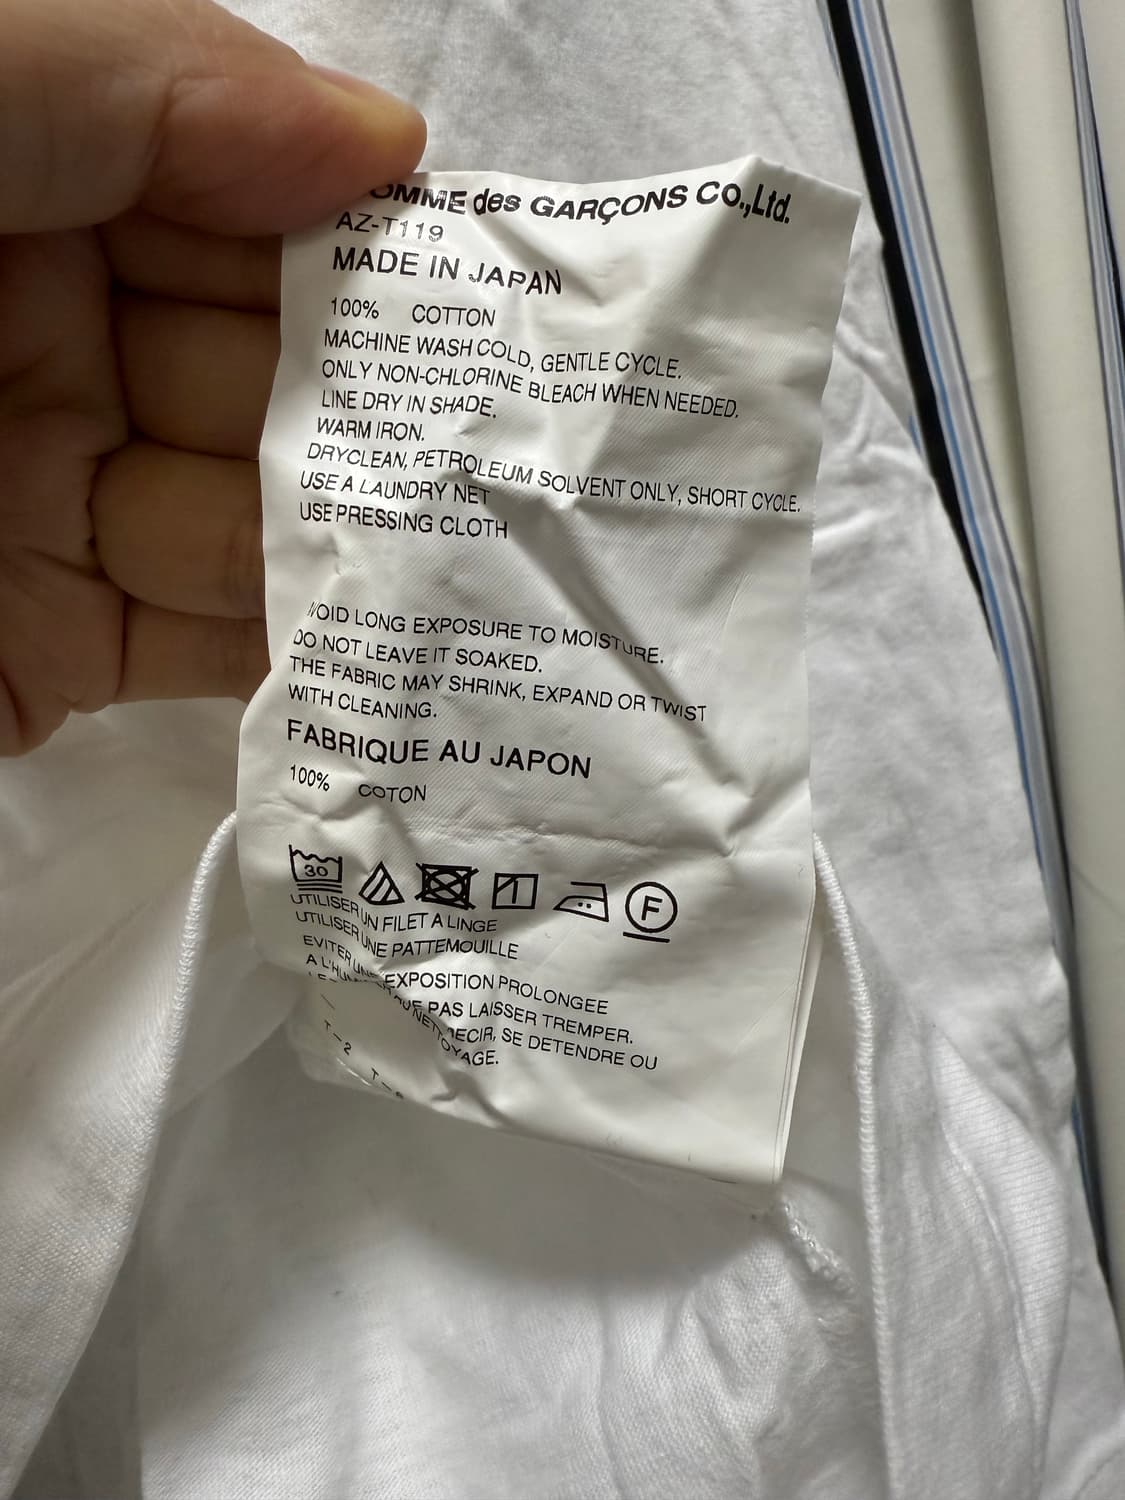 OMME des GARÇONS CO.,Ltd.
AZ-T119
MADE IN JAPAN
100% COTTON
MACHINE WASH COLD, GENTLE CYCLE.
ONLY NON-CHLORINE BLEACH WHEN NEEDED.
LINE DRY IN SHADE.
WARM IRON.
DRYCLEAN, PETROLEUM SOLVENT ONLY, SHORT CYCLE.
USE A LAUNDRY NET
USE PRESSING CLOTH
VOID LONG EXPOSURE TO MOISTURE.
DO NOT LEAVE IT SOAKED.
THE FABRIC MAY SHRINK, EXPAND OR TWIST
WITH CLEANING.
FABRIQUE AU JAPON
100% COTON
30 F
UTILISER UN FILET A LINGE
UTILISER UNE PATTEMOUILLE
EVITER UNE EXPOSITION PROLONGEE
A PAS LAISSER TREMPER.
SE DETENDRE OU